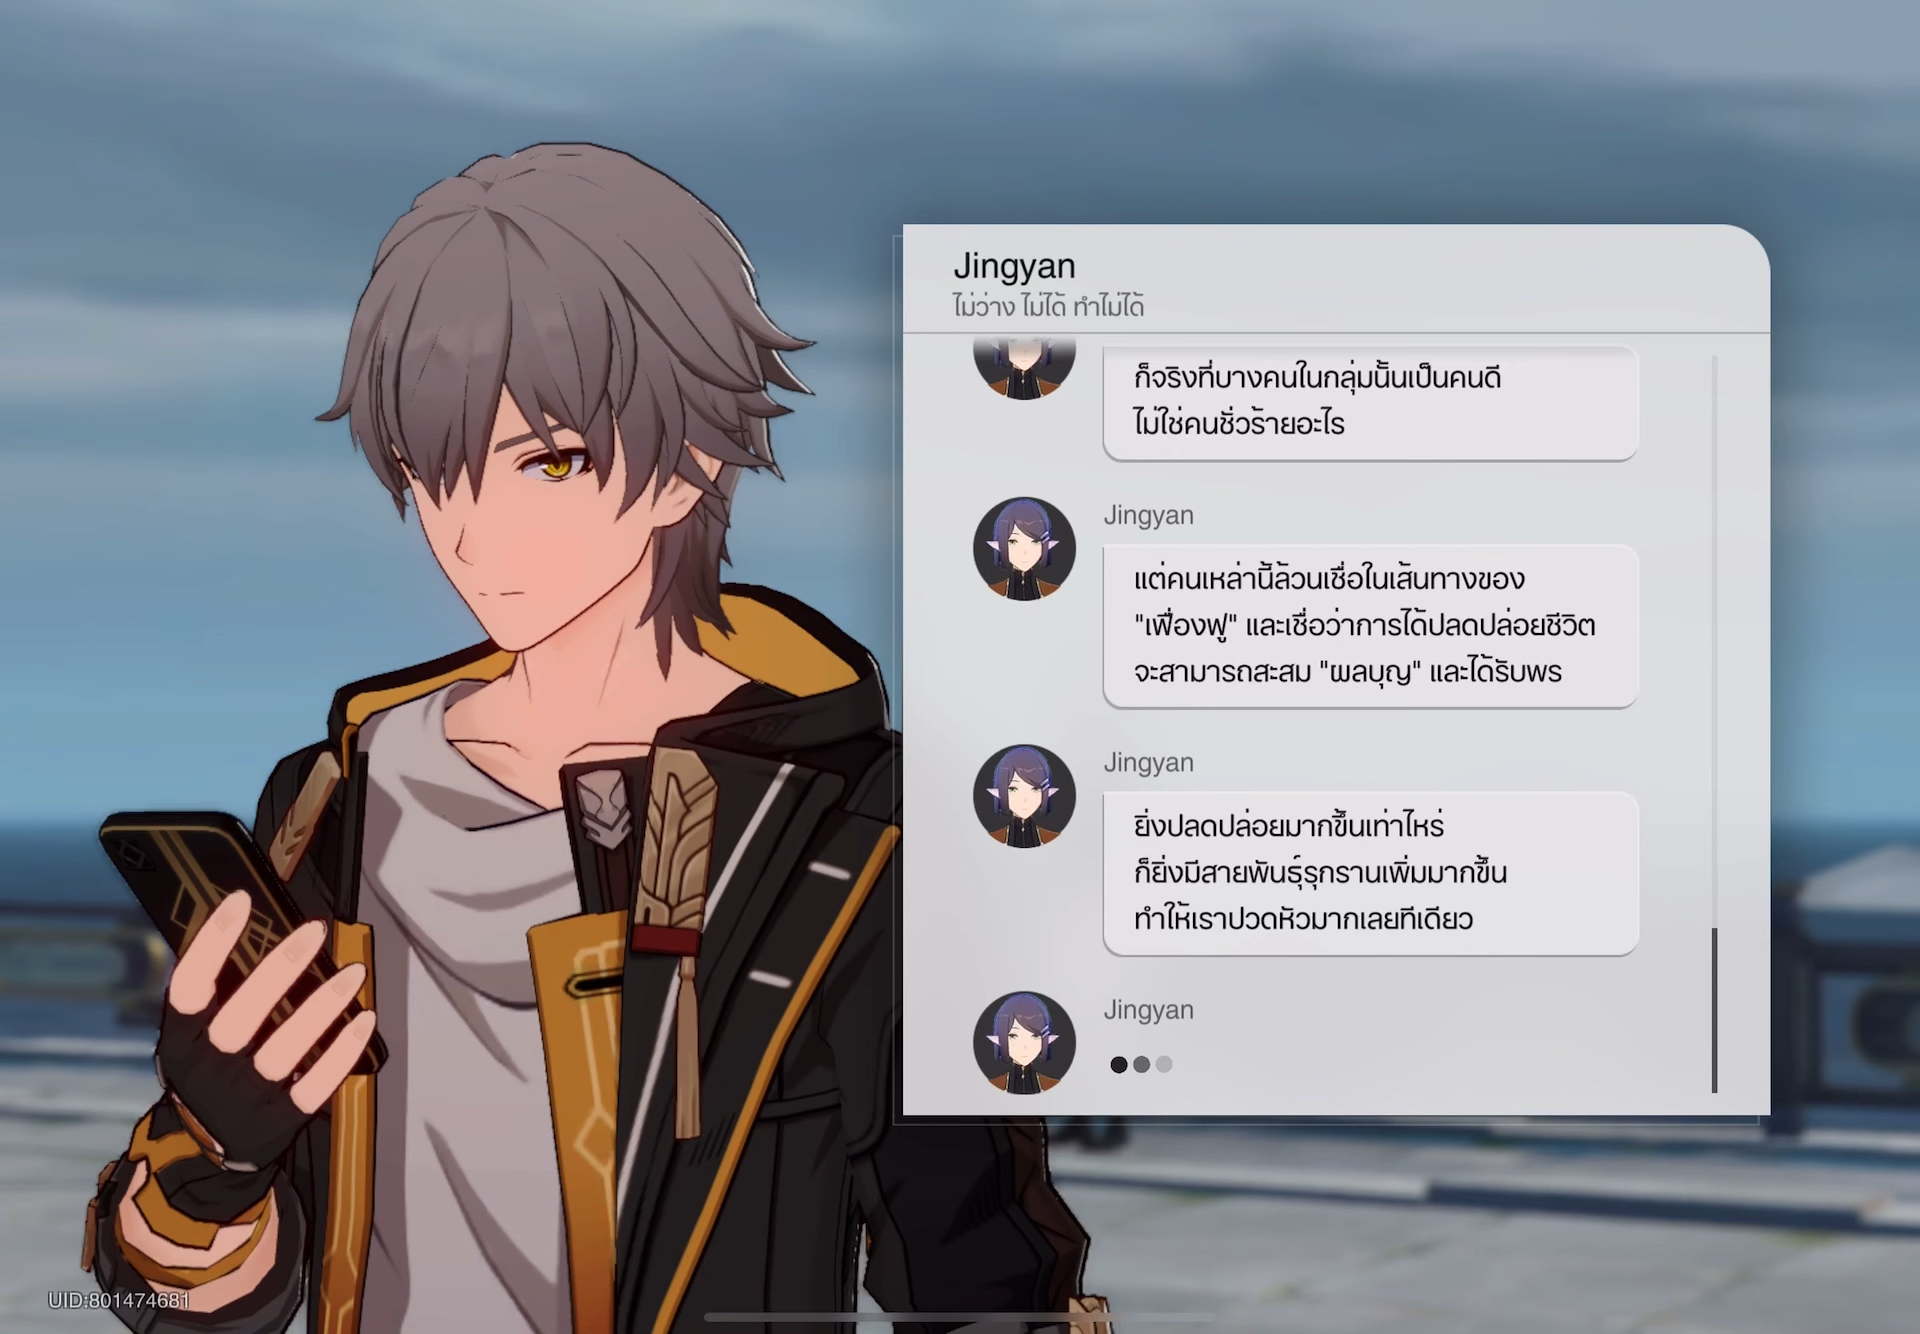 Jingyan
ไม่ว่าง ไม่ได้ ทำไม่ได้
ก็จริงที่บางคนในกลุ่มนั้นเป็นคนดี
ไม่ใช่คนชั่วร้ายอะไร
Jingyan
แต่คนเหล่านี้ล้วนเชื่อในเส้นทางของ
"เฟื่องฟู" และเชื่อว่าการได้ปลดปล่อยชีวิต
จะสามารถสะสม "ผลบุญ" และได้รับพร
Jingyan
ยิ่งปลดปล่อยมากขึ้นเท่าไหร่
ก็ยิ่งมีสายพันธุ์รุกรานเพิ่มมากขึ้น
ทำให้เราปวดหัวมากเลยทีเดียว
Jingyan
UID:801474681